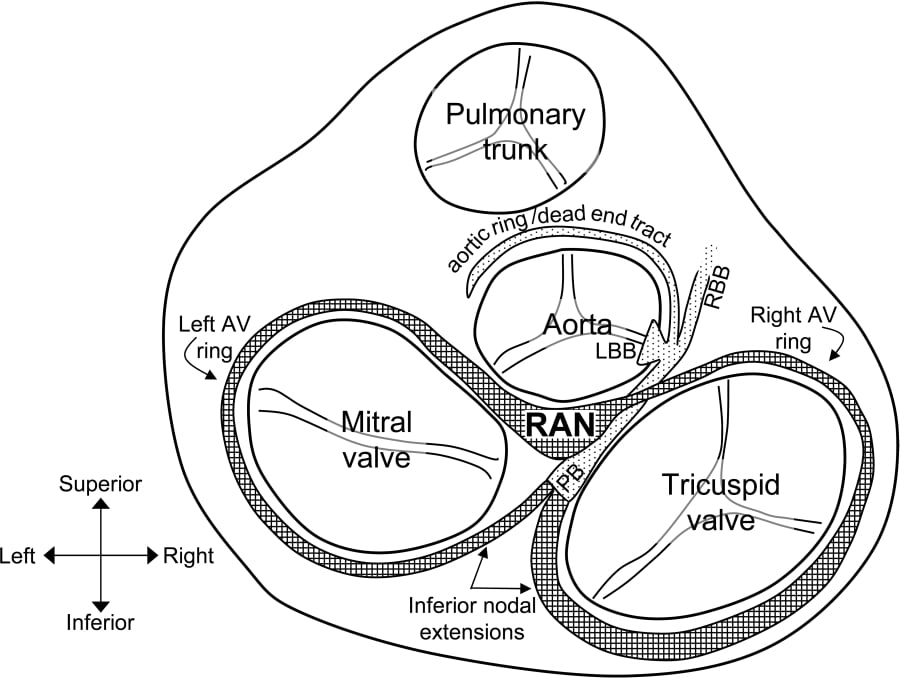 Pulmonary
trunk
aortic ring/dead end tract
RBB
Aorta
LBB
Left AV
ring
Right AV
ring
RAN
Mitral
valve
PB
Tricuspid
valve
Superior
Left
Right
Inferior
Inferior nodal
extensions